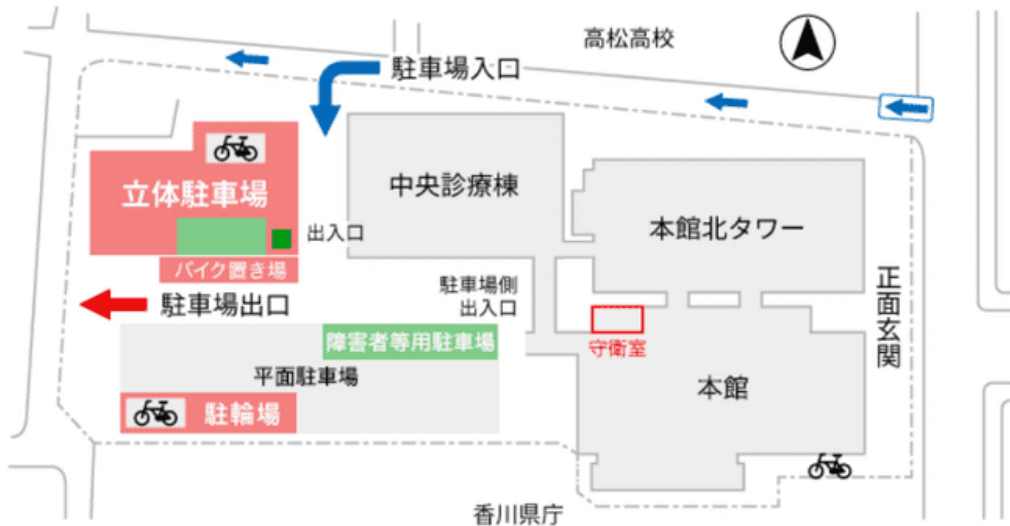 高松高校
駐車場入口
中央診療棟
立体駐車場
出入口
本館北タワー
バイク置き場
駐車場側
出入口
正面玄関
駐車場出口
障害者等用駐車場
守衛室
平面駐車場
本館
駐輪場
香川県庁